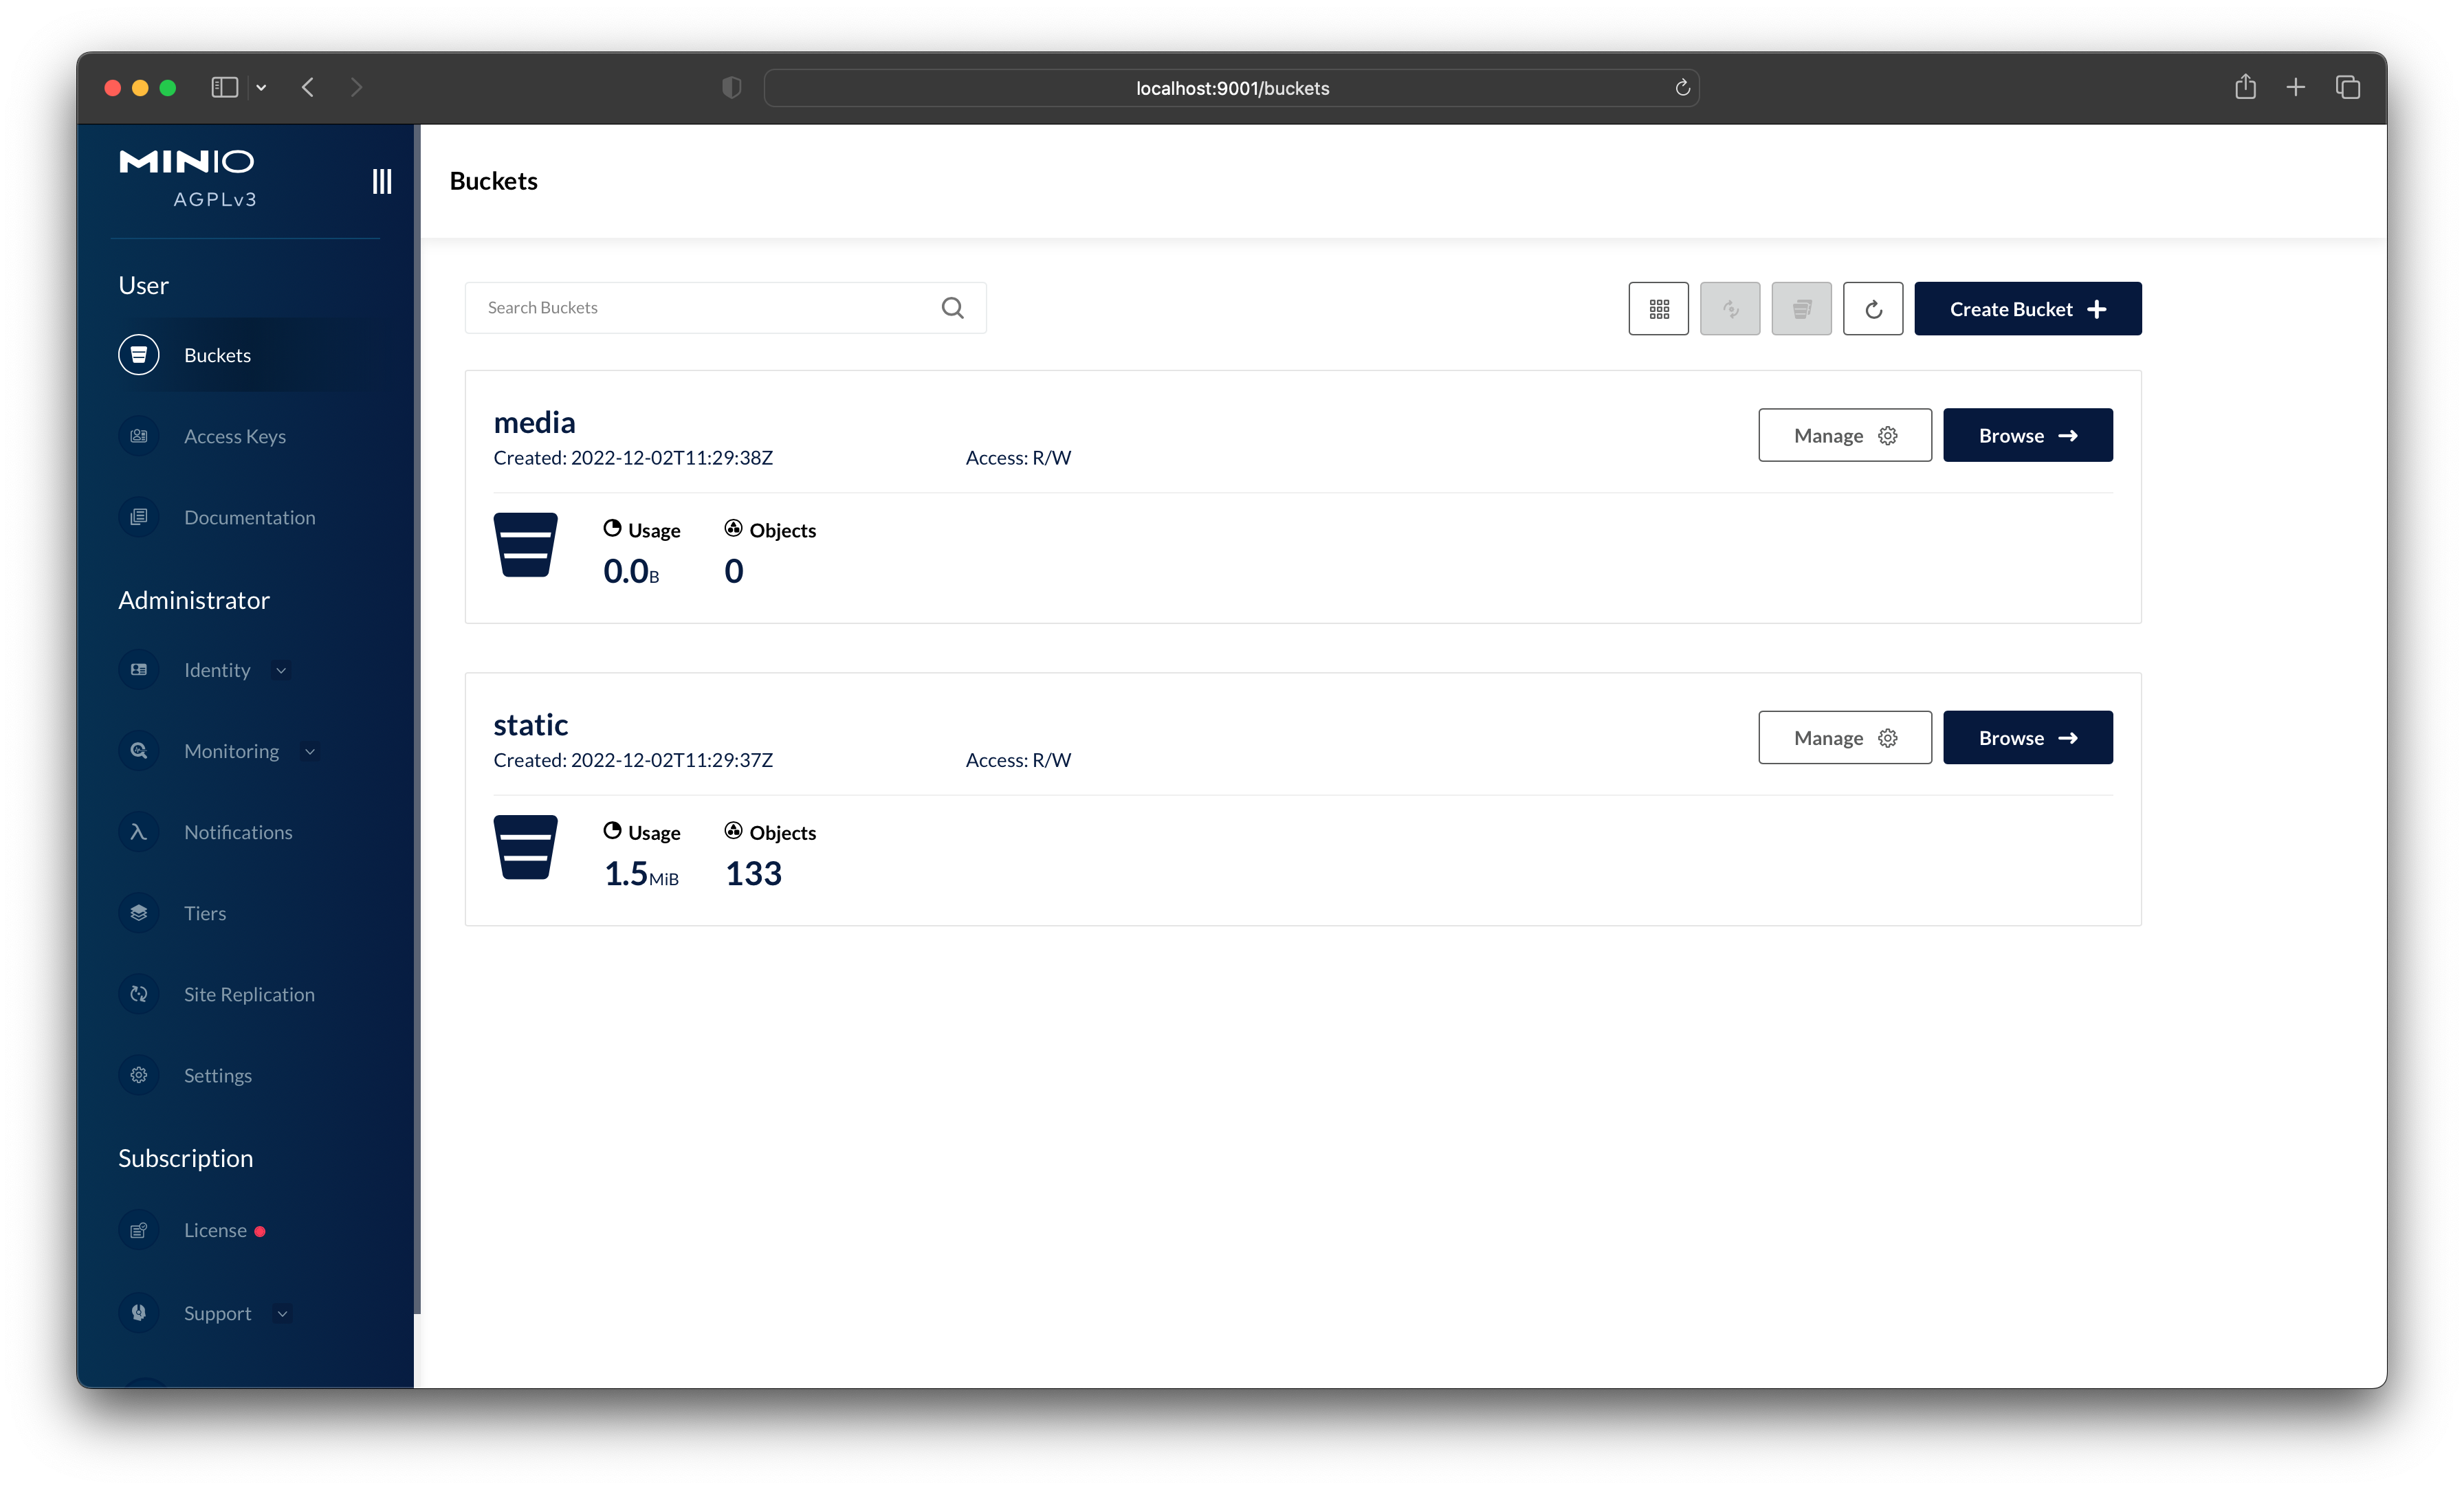 localhost:9001/buckets
MINIO
AGPLv3
User
Buckets
Access Keys
Documentation
Administrator
Identity
Monitoring
Notifications
Tiers
Site Replication
Settings
Subscription
License
Support
Buckets
Search Buckets
Create Bucket
media
Created: 2022-12-02T11:29:38Z Access: R/W
Manage Browse
Usage Objects
0.0B 0
static
Created: 2022-12-02T11:29:37Z Access: R/W
Manage Browse
Usage Objects
1.5MiB 133